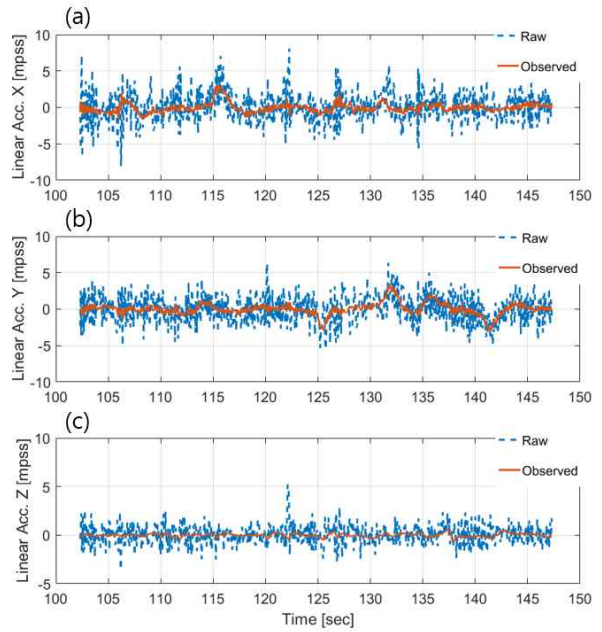 (a)
10
5
0
-5
-10
Linear Acc. X [mpss]
Raw
Observed
100 105 110 115 120 125 130 135 140 145 150
(b)
10
5
0
-5
-10
Linear Acc. Y [mpss]
Raw
Observed
100 105 110 115 120 125 130 135 140 145 150
(c)
10
5
0
-5
Linear Acc. Z [mpss]
Raw
Observed
100 105 110 115 120 125 130 135 140 145 150
Time [sec]